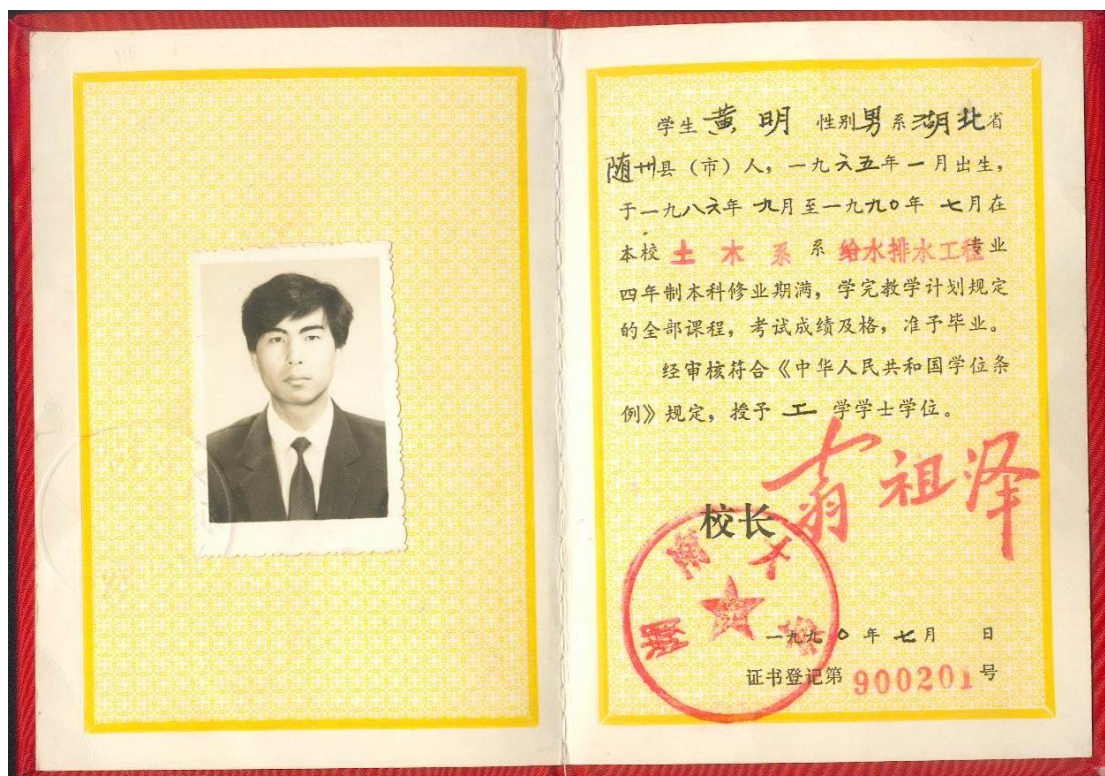 学生 黄明 性别男系湖北省
随州县（市）人，一九六五年一月出生，
于一九八六年九月至一九九〇年七月在
本校土木系系给水排水工程专业
四年制本科修业期满，学完教学计划规定
的全部课程，考试成绩及格，准予毕业。
经审核符合《中华人民共和国学位条
例》规定，授予工学学士学位。
校长 翁祖泽
湖南大学
一九九〇年七月 日
证书登记第900201号